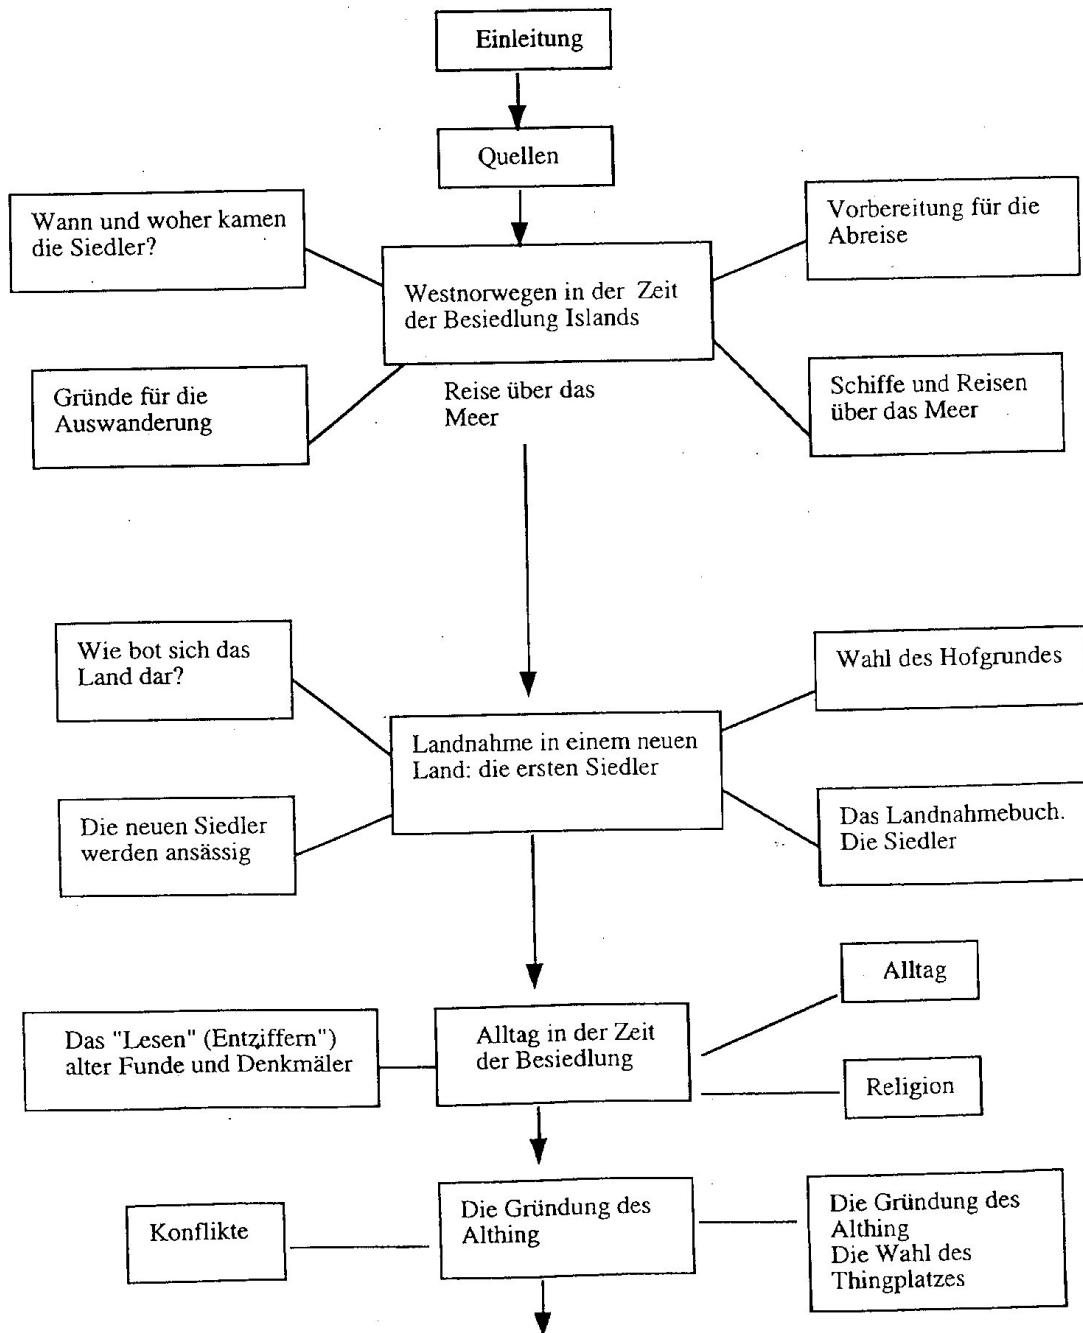 Einleitung
Quellen
Wann und woher kamen
die Siedler?
Vorbereitung für die
Abreise
Westnorwegen in der Zeit
der Besiedlung Islands
Gründe für die
Auswanderung
Reise über das
Meer
Schiffe und Reisen
über das Meer
Wie bot sich das
Land dar?
Wahl des Hofgrundes
Landnahme in einem neuen
Land: die ersten Siedler
Die neuen Siedler
werden ansässig
Das Landnahmebuch.
Die Siedler
Alltag
Das "Lesen" (Entziffern")
alter Funde und Denkmäler
Alltag in der Zeit
der Besiedlung
Religion
Konflikte
Die Gründung des
Althing
Die Gründung des
Althing
Die Wahl des
Thingplatzes